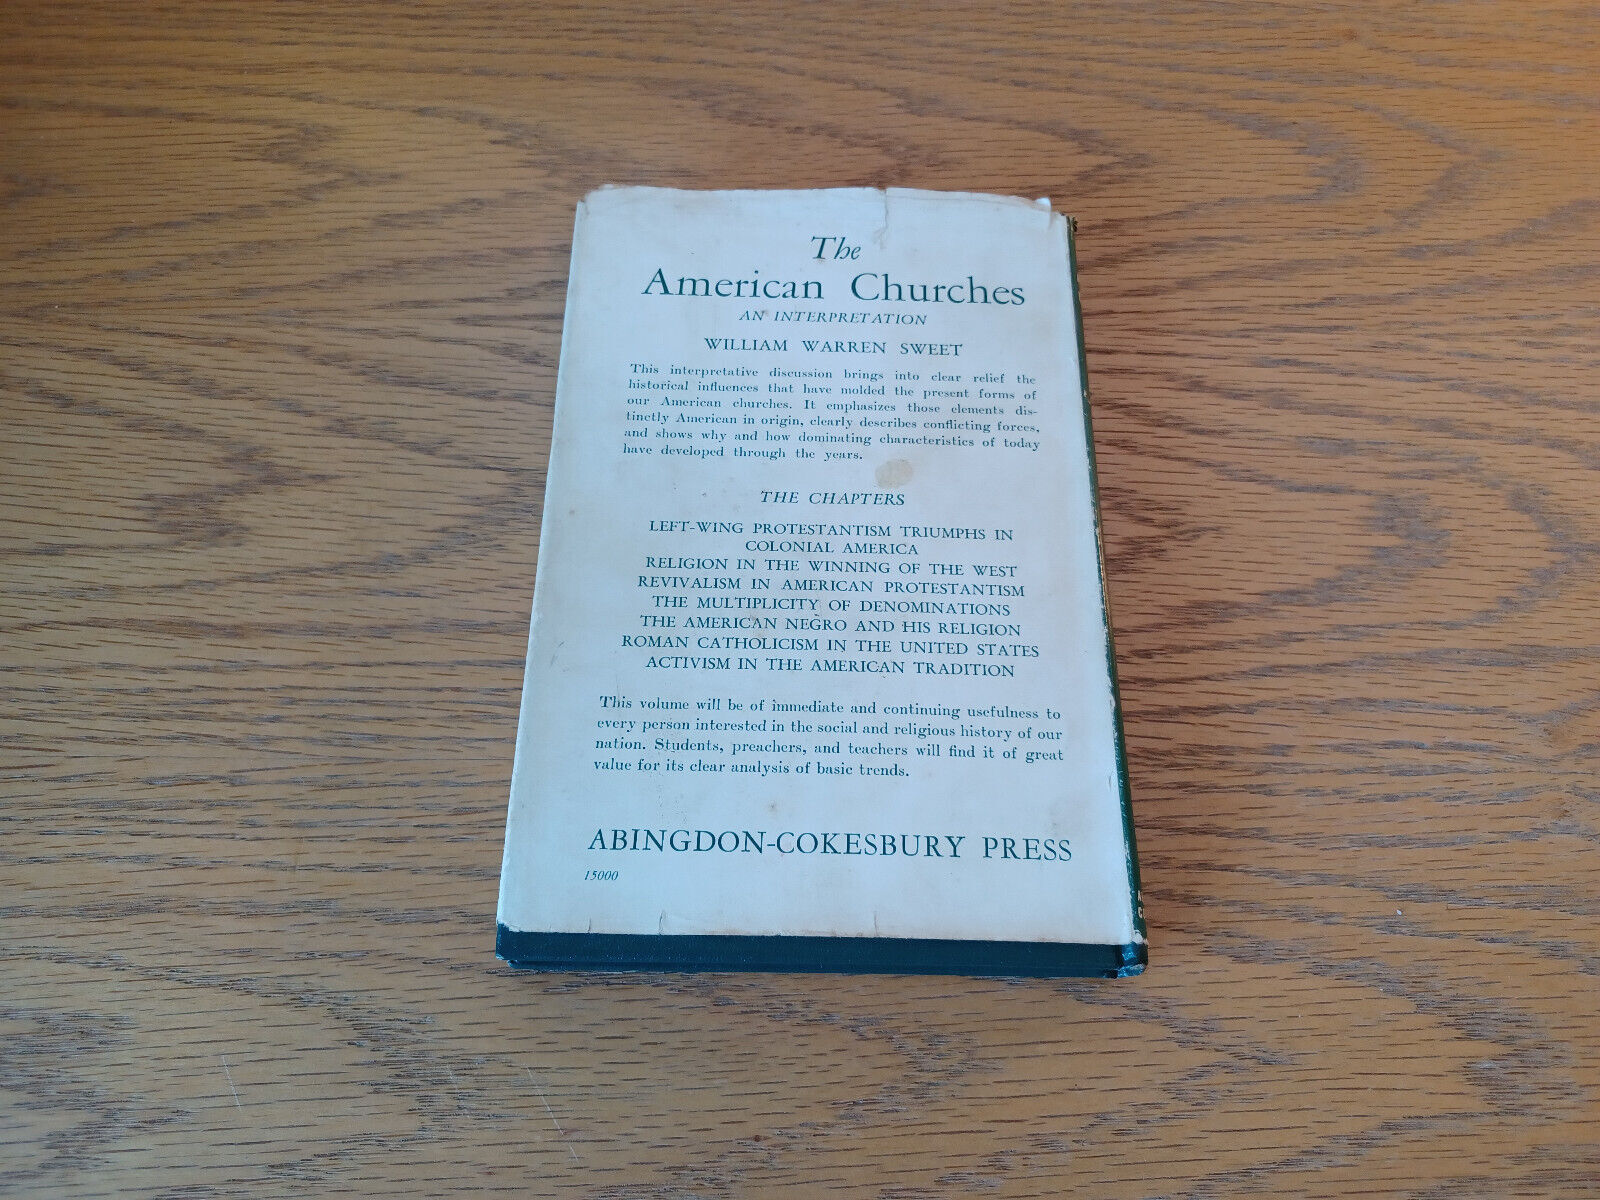 The
American Churches
AN INTERPRETATION
WILLIAM WARREN SWEET
This interpretative discussion brings into clear relief the
historical influences that have molded the present forms of
our American churches. It emphasizes those elements dis-
tinctly American in origin, clearly describes conflicting forces,
and shows why and how dominating characteristics of today
have developed through the years.
THE CHAPTERS
LEFT-WING PROTESTANTISM TRIUMPHS IN
COLONIAL AMERICA
RELIGION IN THE WINNING OF THE WEST
REVIVALISM IN AMERICAN PROTESTANTISM
THE MULTIPLICITY OF DENOMINATIONS
THE AMERICAN NEGRO AND HIS RELIGION
ROMAN CATHOLICISM IN THE UNITED STATES
ACTIVISM IN THE AMERICAN TRADITION
This volume will be of immediate and continuing usefulness to
every person interested in the social and religious history of our
nation. Students, preachers, and teachers will find it of great
value for its clear analysis of basic trends.
ABINGDON-COKESBURY PRESS
15000